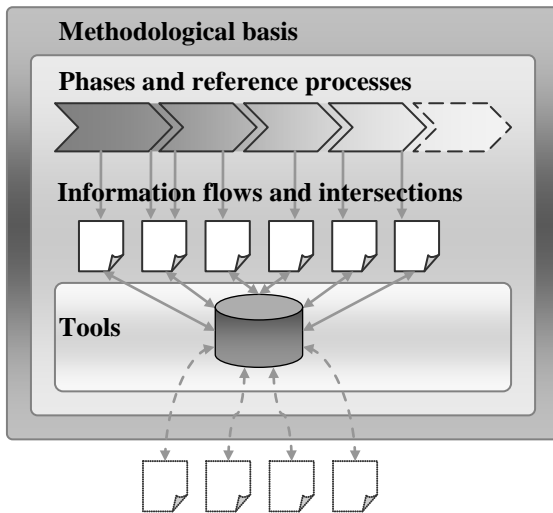 Methodological basis
Phases and reference processes
Information flows and intersections
Tools